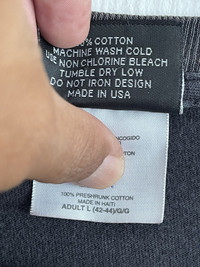 % COTTON
MACHINE WASH COLD
USE NON CHLORINE BLEACH
TUMBLE DRY LOW
DO NOT IRON DESIGN
MADE IN USA
100% PRESHRUNK COTTON
MADE IN HAITI
ADULT L (42-44)/G/G